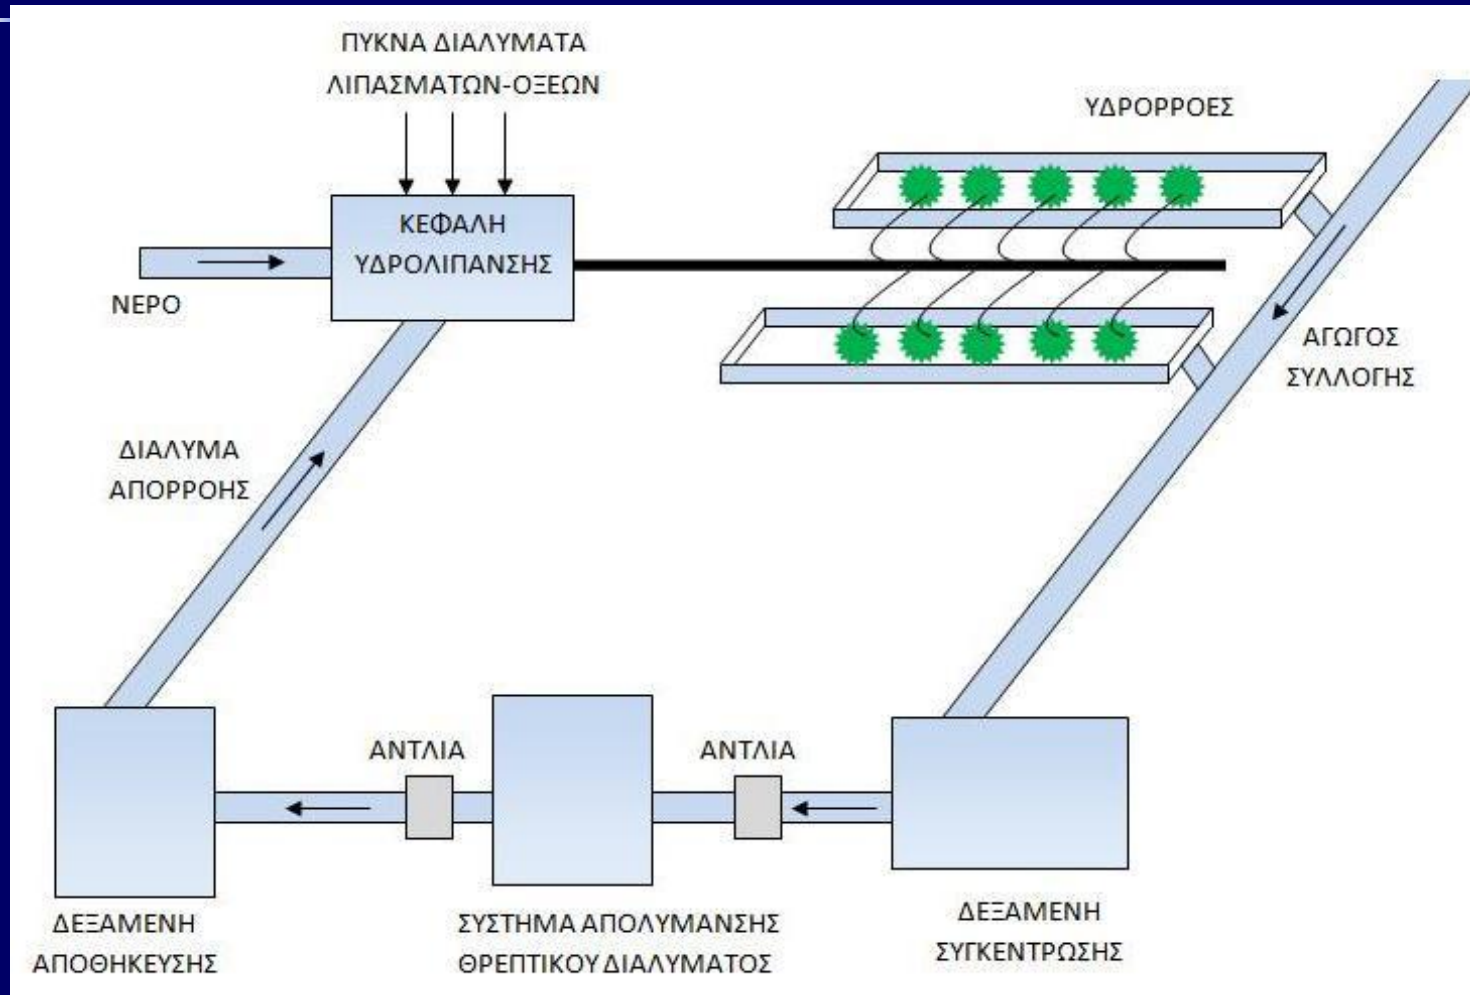 ΠΥΚΝΑ ΔΙΑΛΥΜΑΤΑ
ΛΙΠΑΣΜΑΤΩΝ-ΟΞΕΩΝ
ΥΔΡΟΡΡΟΕΣ
ΚΕΦΑΛΗ
ΥΔΡΟΛΙΠΑΝΣΗΣ
ΝΕΡΟ
ΑΓΩΓΟΣ
ΣΥΛΛΟΓΗΣ
ΔΙΑΛΥΜΑ
ΑΠΟΡΡΟΗΣ
ΑΝΤΛΙΑ
ΑΝΤΛΙΑ
ΔΕΞΑΜΕΝΗ
ΑΠΟΘΗΚΕΥΣΗΣ
ΣΥΣΤΗΜΑ ΑΠΟΛΥΜΑΝΣΗΣ
ΘΡΕΠΤΙΚΟΥ ΔΙΑΛΥΜΑΤΟΣ
ΔΕΞΑΜΕΝΗ
ΣΥΓΚΕΝΤΡΩΣΗΣ